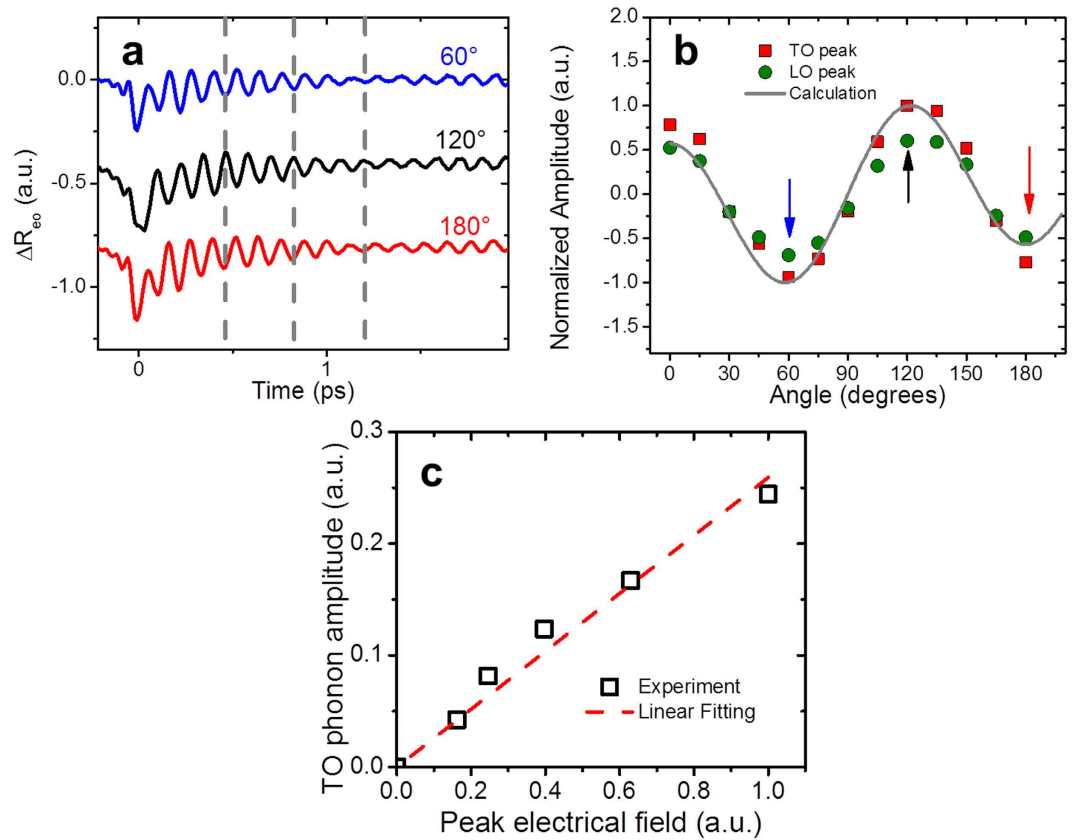 a
60°
120°
180°
0.0
-0.5
-1.0
ΔReo (a.u.)
0
1
Time (ps)
b
TO peak
LO peak
Calculation
2.0
1.5
1.0
0.5
0.0
-0.5
-1.0
-1.5
Normalized Amplitude (a.u.)
0 30 60 90 120 150 180
Angle (degrees)
c
Experiment
Linear Fitting
0.3
0.2
0.1
0.0
TO phonon amplitude (a.u.)
0.0 0.2 0.4 0.6 0.8 1.0
Peak electrical field (a.u.)